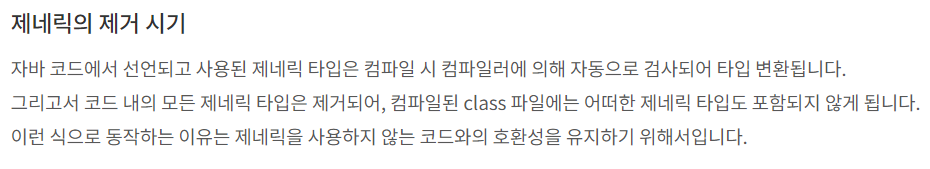 제네릭의 제거 시기
자바 코드에서 선언되고 사용된 제네릭 타입은 컴파일 시 컴파일러에 의해 자동으로 검사되어 타입 변환됩니다.
그리고서 코드 내의 모든 제네릭 타입은 제거되어, 컴파일된 class 파일에는 어떠한 제네릭 타입도 포함되지 않게 됩니다.
이런 식으로 동작하는 이유는 제네릭을 사용하지 않는 코드와의 호환성을 유지하기 위해서입니다.